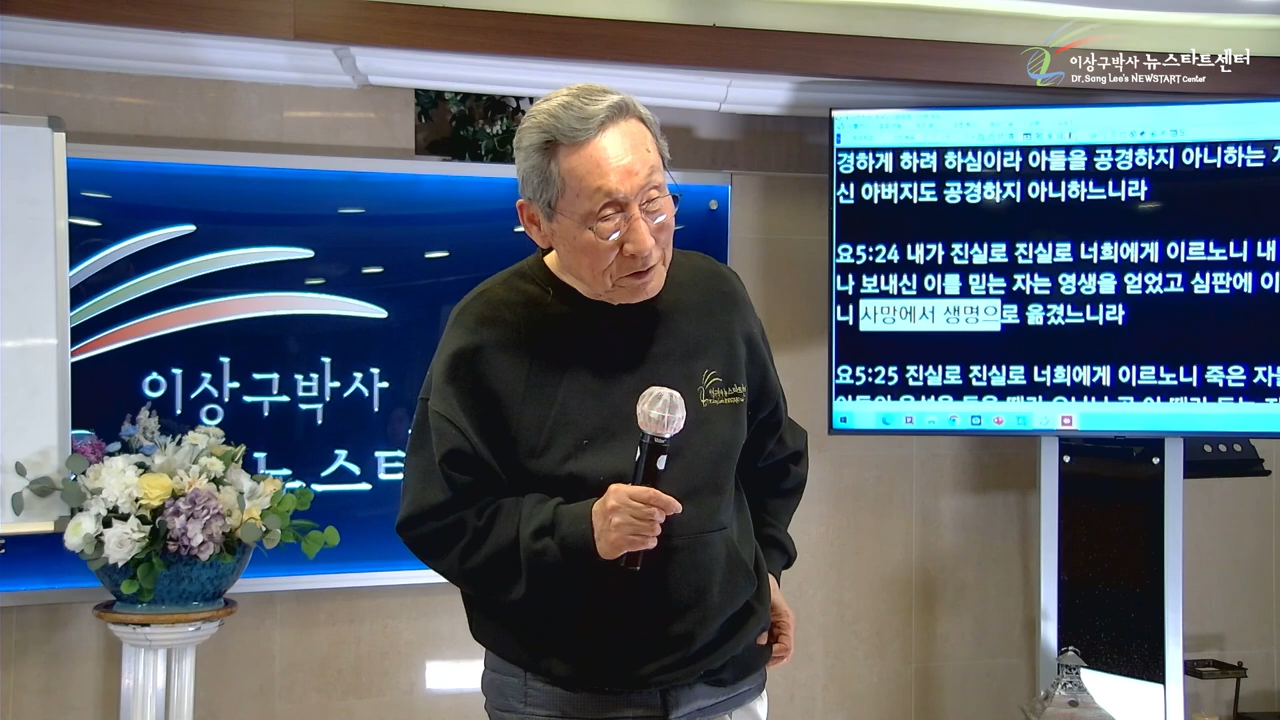 이상구박사 뉴스타트센터
Dr.Sang Lee's NEWSTART Center
경하게 하려 하심이라 아들을 공경하지 아니하는
신 아버지도 공경하지 아니하느니라
요5:24 내가 진실로 진실로 너희에게 이르노니 내
나 보내신 이를 믿는 자는 영생을 얻었고 심판에 이
니 사망에서 생명으로 옮겼느니라
요5:25 진실로 진실로 너희에게 이르노니 죽은 자
이상구박사
뉴스타